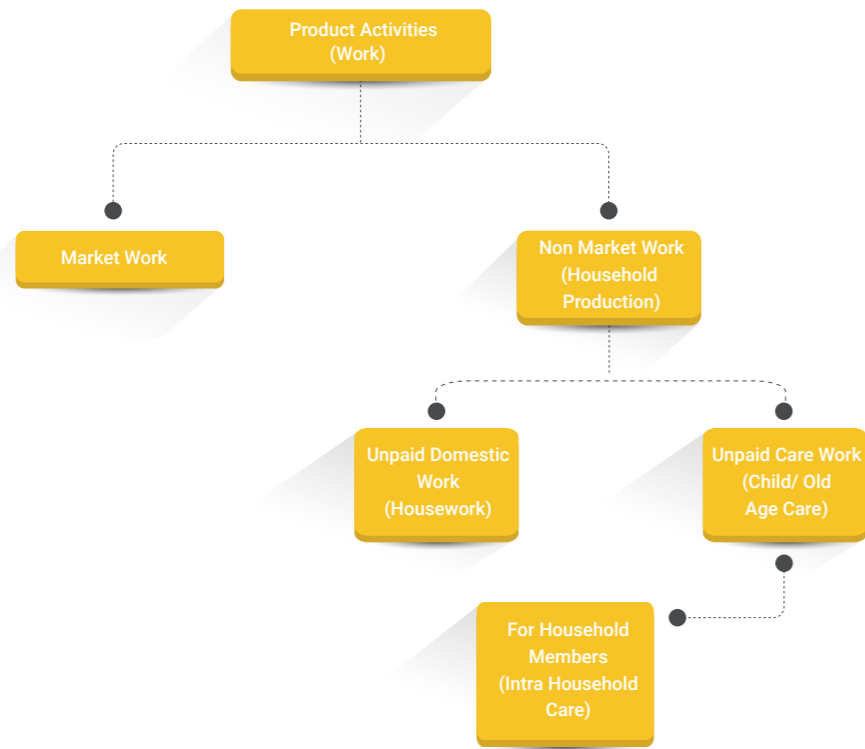 Product Activities
(Work)
Market Work
Non Market Work
(Household
Production)
Unpaid Domestic
Work
(Housework)
Unpaid Care Work
(Child/ Old
Age Care)
For Household
Members
(Intra Household
Care)